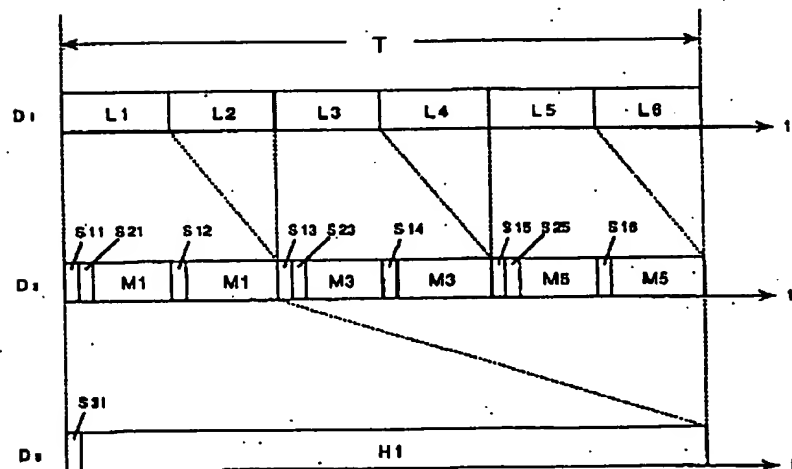 T
D1 L1 L2 L3 L4 L5 L6 t
S11 S21 S12 S13 S23 S14 S15 S25 S16
D2 M1 M1 M3 M3 M5 M5 t
S31
D3 H1